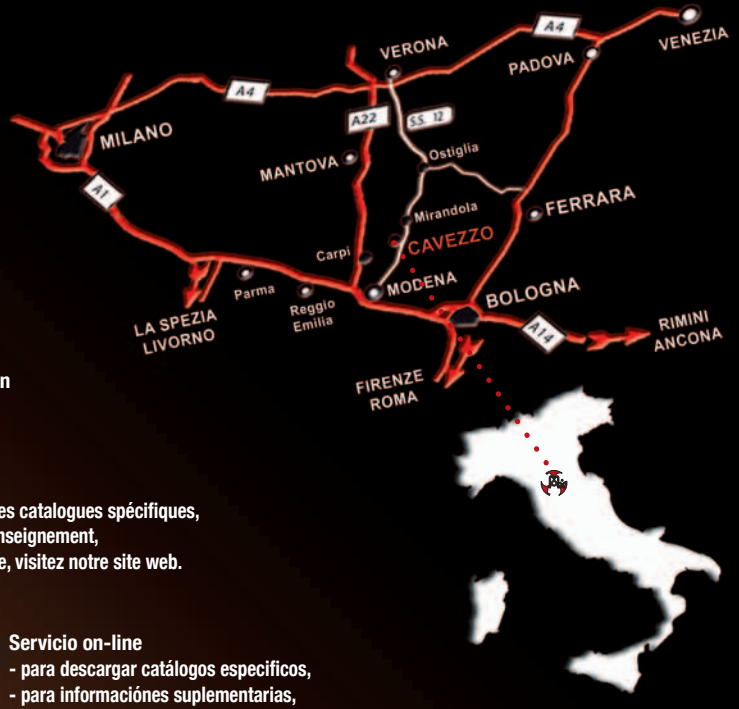 A4
VENEZIA
VERONA
PADOVA
A4
A22
S.S. 12
MILANO
MANTOVA
Ostiglia
A1
Mirandola
FERRARA
CAVEZZO
Carpi
MODENA
BOLOGNA
Parma
Reggio
Emilia
LA SPEZIA
LIVORNO
A14
RIMINI
ANCONA
FIRENZE
ROMA
n
es catalogues spécifiques,
nseignement,
e, visitez notre site web.
Servicio on-line
- para descargar catálogos especificos,
- para informaciónes suplementarias,